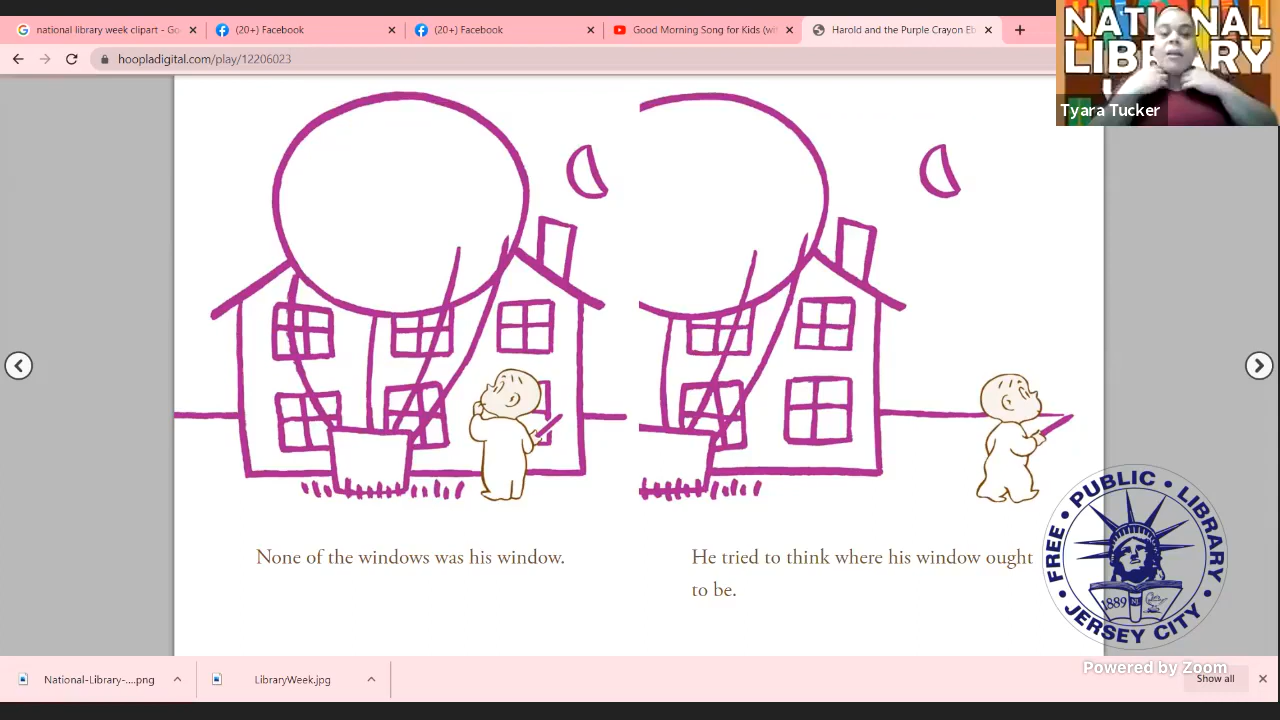 national library week clipart - Go
(20+) Facebook
(20+) Facebook
Good Morning Song for Kids (wi
Harold and the Purple Crayon Eb
hoopladigital.com/play/12206023
NATIONAL
LIBRARY
Tyara Tucker
None of the windows was his window.
He tried to think where his window ought
to be.
FREE • PUBLIC • LIBRARY
1889
JERSEY CITY
Powered by Zoom
National-Library-....png
LibraryWeek.jpg
Show all